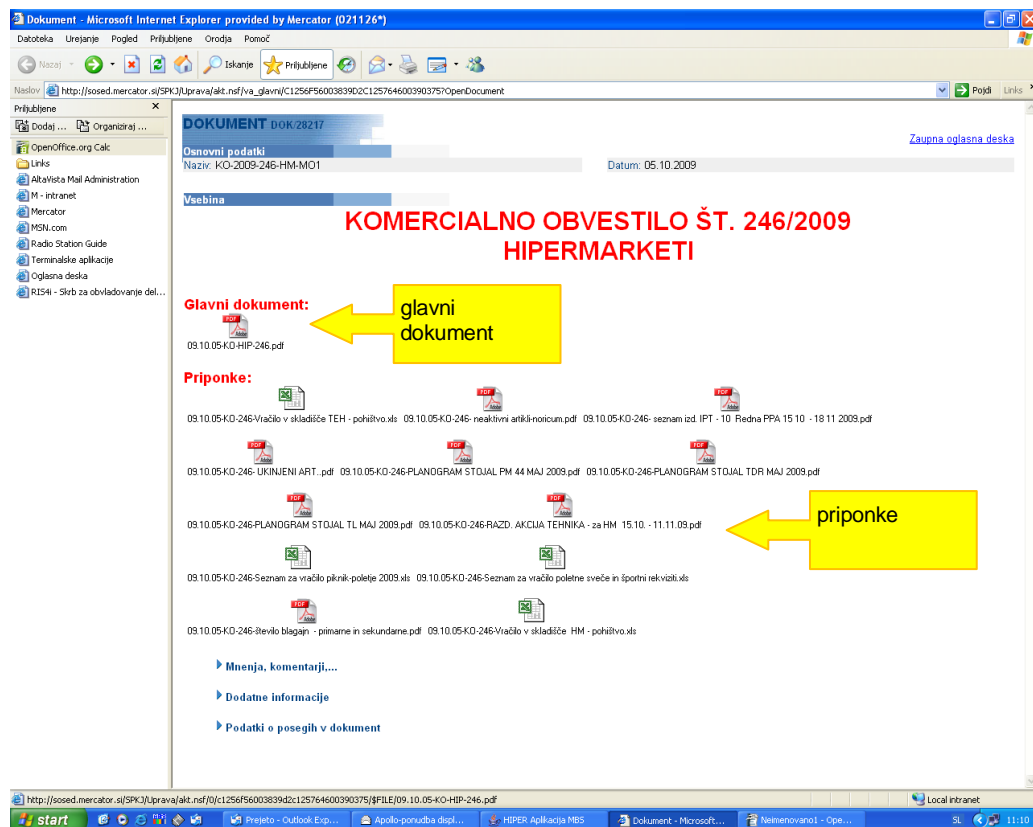 Dokument - Microsoft Internet Explorer provided by Mercator (021126*)
Datoteka Urejanje Pogled Priljubljene Orodja Pomoč
Nazaj Iskanje Priljubljene
Naslov http://sosed.mercator.si/SPKJ/Uprava/akt.nsf/va_glavni/C1256F56003839D2C1257646003903​75?OpenDocument Pojdi Links
Priljubljene x
Dodaj ... Organiziraj ...
OpenOffice.org Calc
Links
AltaVista Mail Administration
M - intranet
Mercator
MSN.com
Radio Station Guide
Terminalske aplikacije
Oglasna deska
RIS4i - Skrb za obvladovanje del...
DOKUMENT DOK/28217
Zaupna oglasna deska
Osnovni podatki
Naziv: KO-2009-246-HM-MO1 Datum: 05.10.2009
Vsebina
KOMERCIALNO OBVESTILO ŠT. 246/2009
HIPERMARKETI
Glavni dokument:
glavni
dokument
09.10.05-KO-HIP-246.pdf
Priponke:
09.10.05-KO-246-Vračilo v skladišče TEH - pohištvo.xls 09.10.05-KO-246- neaktivni artikli-noricum.pdf 09.10.05-KO-246- seznam izd. IPT - 10 Redna PPA 15 10 - 18 11 2009.pdf
09.10.05-KO-246- UKINJENI ART..pdf 09.10.05-KO-246-PLANOGRAM STOJAL PM 44 MAJ 2009.pdf 09.10.05-KO-246-PLANOGRAM STOJAL TDR MAJ 2009.pdf
09.10.05-KO-246-PLANOGRAM STOJAL TL MAJ 2009.pdf 09.10.05-KO-246-RAZD. AKCIJA TEHNIKA - za HM 15.10. - 11.11.09.pdf
priponke
09.10.05-KO-246-Seznam za vračilo piknik-poletje 2009.xls 09.10.05-KO-246-Seznam za vračilo poletne sveče in športni rekviziti.xls
09.10.05-KO-246-število blagajn - primarne in sekundarne.pdf 09.10.05-KO-246-Vračilo v skladišče HM - pohištvo.xls
Mnenja, komentarji,...
Dodatne informacije
Podatki o posegih v dokument
http://sosed.mercator.si/SPKJ/Uprava/akt.nsf/0/c1256f56003839d2c125764600390375/$FILE/09.10.05-KO-HIP-246.pdf Local intranet
start Prejeto - Outlook Exp... Apollo-ponudba displ... HIPER Aplikacija MBS Dokument - Microsoft... Neimenovano1 - Ope... SL 11:10